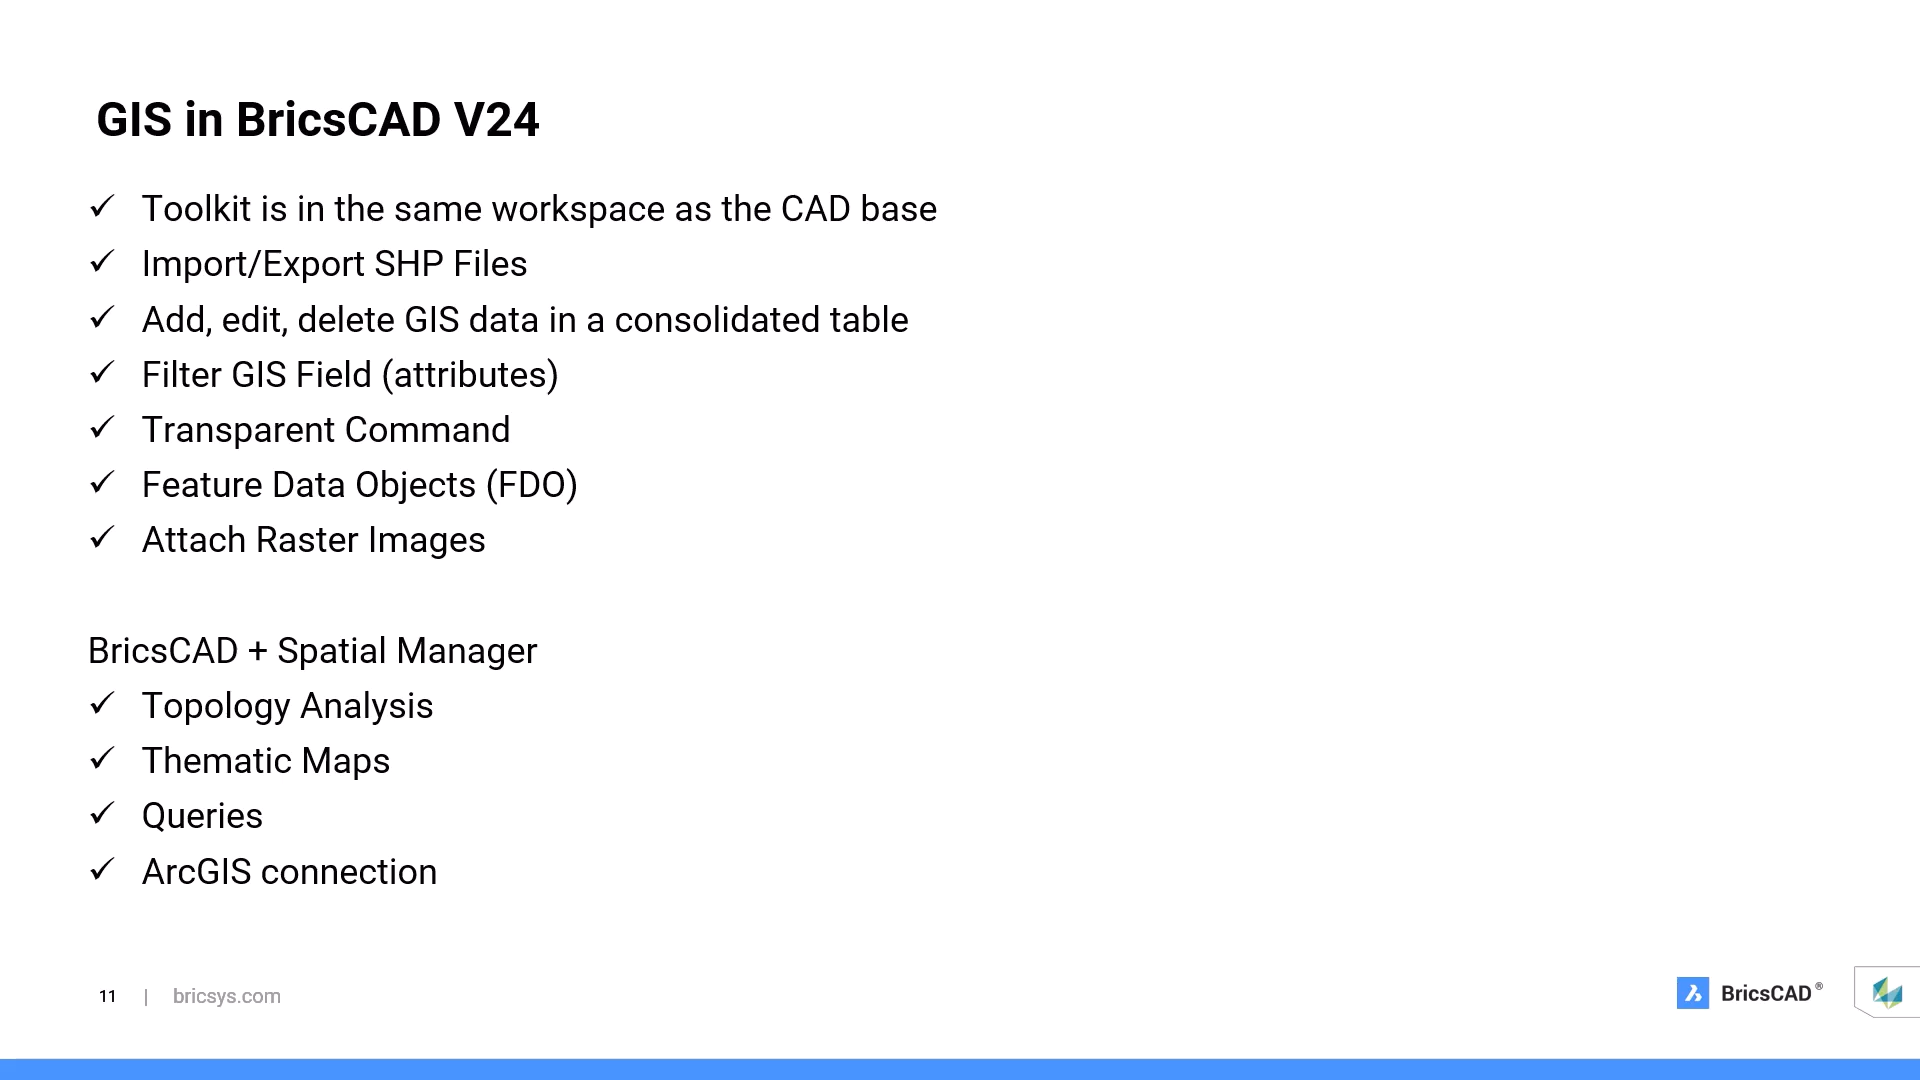 GIS in BricsCAD V24
✓ Toolkit is in the same workspace as the CAD base
✓ Import/Export SHP Files
✓ Add, edit, delete GIS data in a consolidated table
✓ Filter GIS Field (attributes)
✓ Transparent Command
✓ Feature Data Objects (FDO)
✓ Attach Raster Images
BricsCAD + Spatial Manager
✓ Topology Analysis
✓ Thematic Maps
✓ Queries
✓ ArcGIS connection
11 | bricsys.com
BricsCAD®